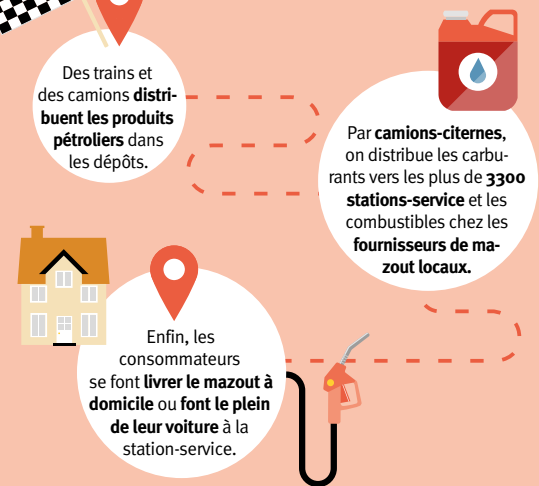 Des trains et
des camions distri-
buent les produits
pétroliers dans
les dépôts.
Par camions-citernes,
on distribue les carbu-
rants vers les plus de 3300
stations-service et les
combustibles chez les
fournisseurs de ma-
zout locaux.
Enfin, les
consommateurs
se font livrer le mazout à
domicile ou font le plein
de leur voiture à la
station-service.